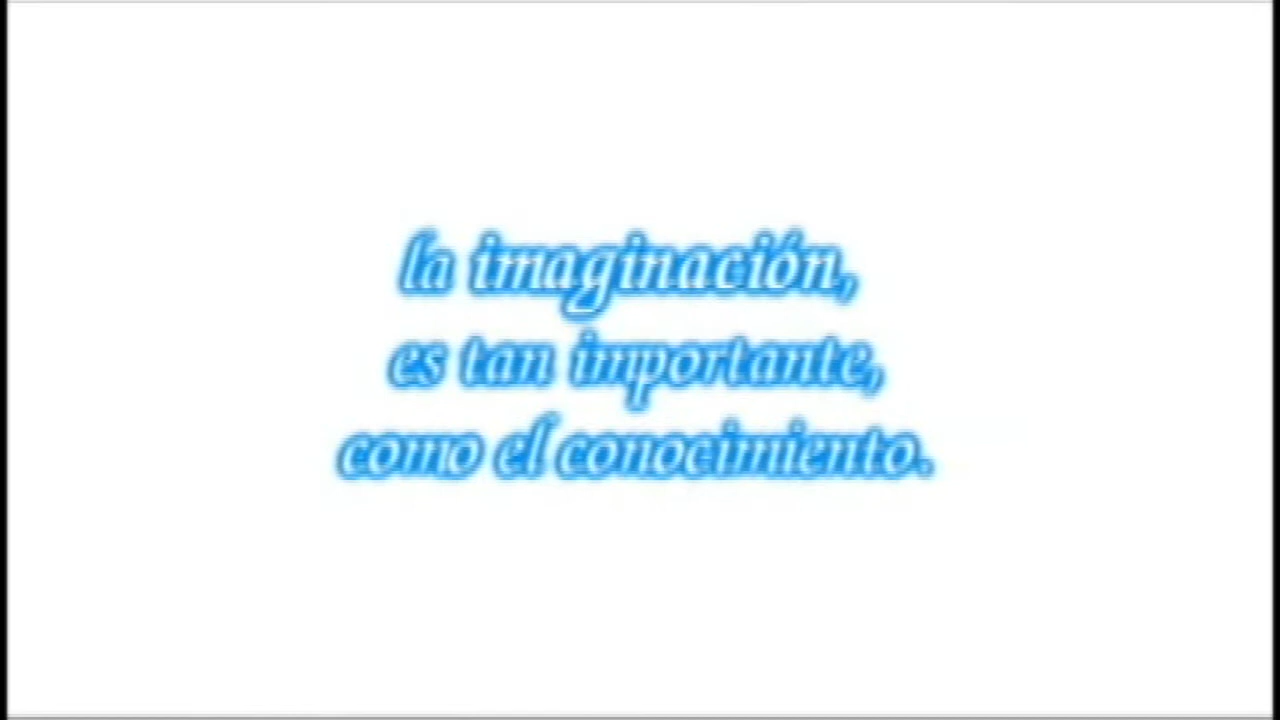 la imaginación,
es tan importante,
como el conocimiento.